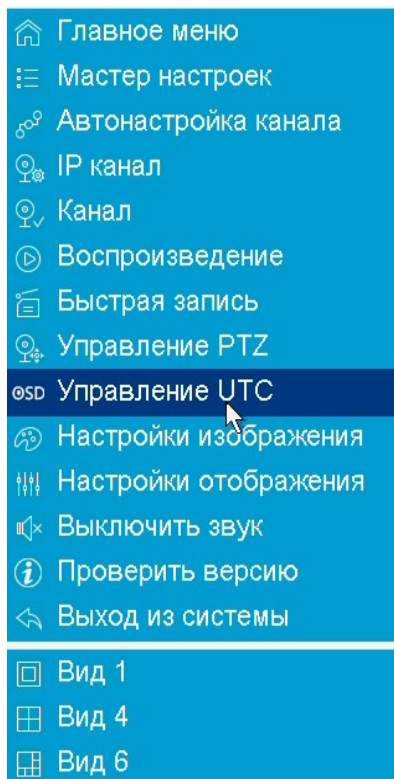 Главное меню
Мастер настроек
Автонастройка канала
IP канал
Канал
Воспроизведение
Быстрая запись
Управление PTZ
OSD Управление UTC
Настройки изображения
Настройки отображения
Выключить звук
Проверить версию
Выход из системы
Вид 1
Вид 4
Вид 6